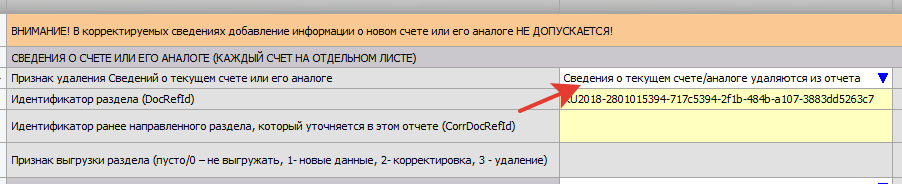 ВНИМАНИЕ! В корректируемых сведениях добавление информации о новом счете или его аналоге НЕ ДОПУСКАЕТСЯ!
СВЕДЕНИЯ О СЧЕТЕ ИЛИ ЕГО АНАЛОГЕ (КАЖДЫЙ СЧЕТ НА ОТДЕЛЬНОМ ЛИСТЕ)
Признак удаления Сведений о текущем счете или его аналоге Сведения о текущем счете/аналоге удаляются из отчета
Идентификатор раздела (DocRefId) RU2018-2801015394-717c5394-2f1b-484b-a107-3883dd5263c7
Идентификатор ранее направленного раздела, который уточняется в этом отчете (CorrDocRefId)
Признак выгрузки раздела (пусто/0 – не выгружать, 1- новые данные, 2- корректировка, 3 - удаление)